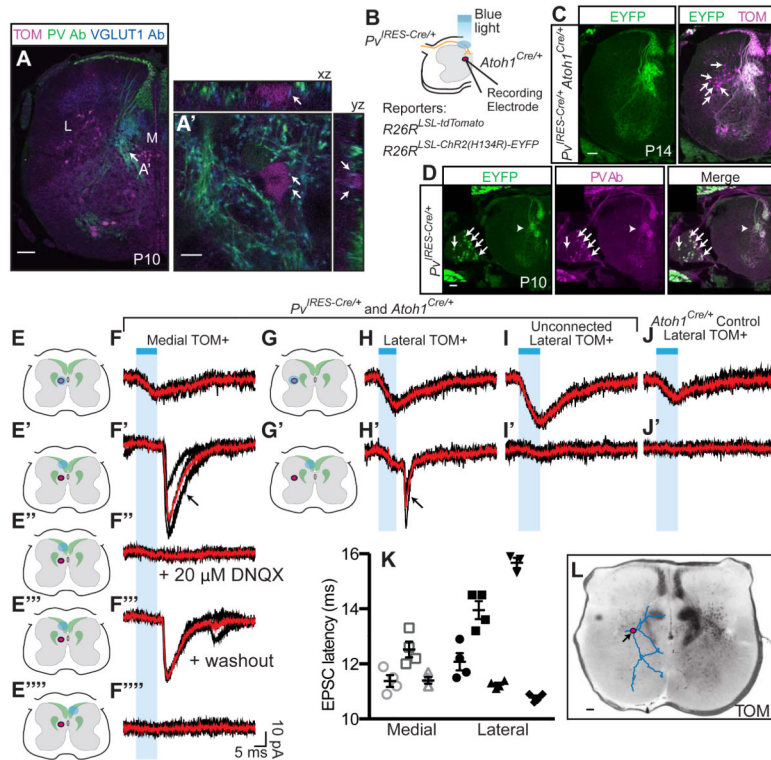 TOM PV Ab VGLUT1 Ab
A
L
M
A'
P10
xz
A'
yz
B
Blue
light
Pv^IRES-Cre/+
Atoh1^Cre/+
Recording
Electrode
Reporters:
R26R^LSL-tdTomato
R26R^LSL-ChR2(H134R)-EYFP
C
EYFP
EYFP TOM
Pv^IRES-Cre/+ Atoh1^Cre/+
P14
D
EYFP
PVAb
Merge
Pv^IRES-Cre/+
P10
Pv^IRES-Cre/+ and Atoh1^Cre/+
E
F
Medial TOM+
G
H
Lateral TOM+
I
Unconnected
Lateral TOM+
J
Atoh1^Cre/+ Control
Lateral TOM+
E'
F'
G'
H'
I'
J'
E''
F''
+ 20 µM DNQX
E'''
F'''
+ washout
E''''
F''''
5 ms
10 pA
K
EPSC latency (ms)
16
14
12
10
Medial
Lateral
L
TOM